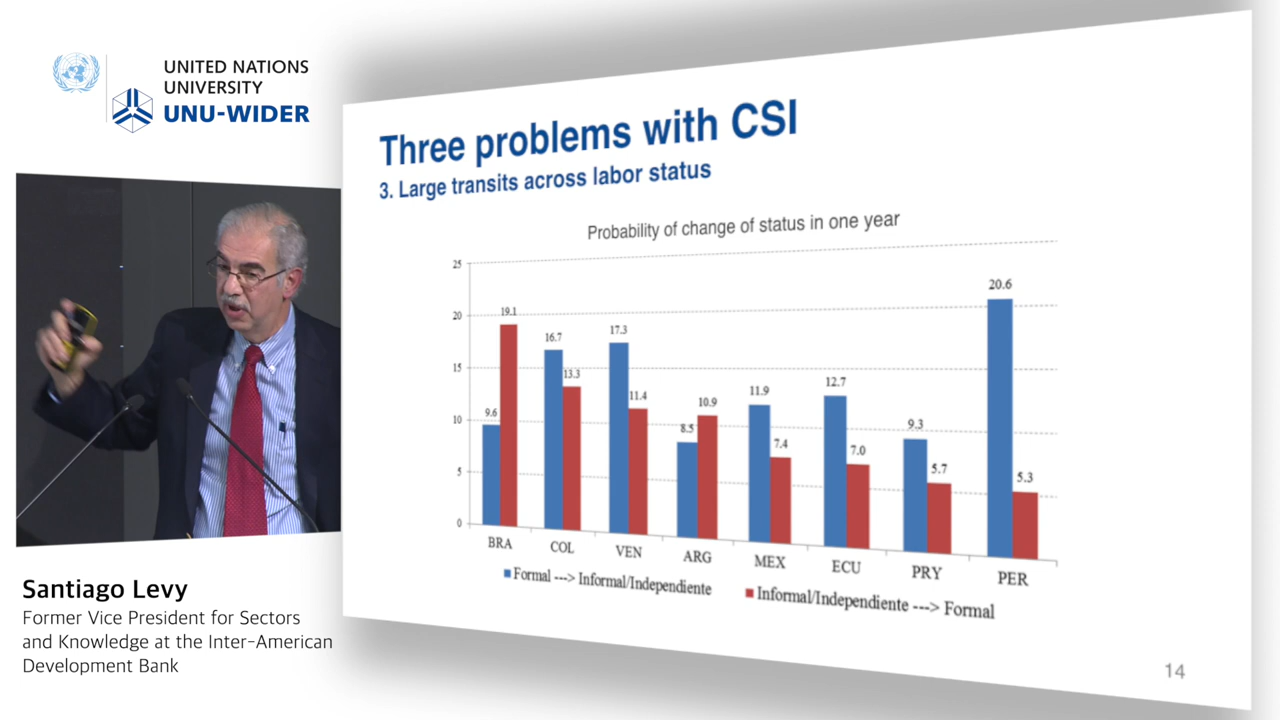 UNITED NATIONS
UNIVERSITY
UNU-WIDER
Three problems with CSI
3. Large transits across labor status
Probability of change of status in one year
25
20
15
10
5
0
9.6
19.1
16.7
13.3
17.3
11.4
8.5
10.9
11.9
7.4
12.7
7.0
9.3
5.7
20.6
5.3
BRA
COL
VEN
ARG
MEX
ECU
PRY
PER
Formal ---> Informal/Independiente
Informal/Independiente ---> Formal
14
Santiago Levy
Former Vice President for Sectors
and Knowledge at the Inter-American
Development Bank